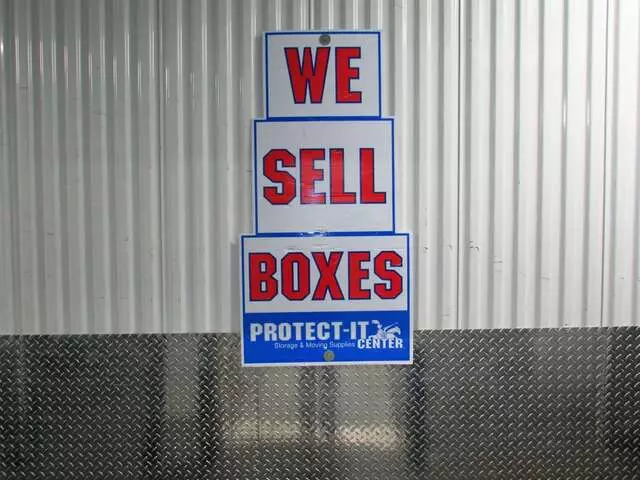 WE
SELL
BOXES
PROTECT-IT
Storage & Moving Supplies CENTER